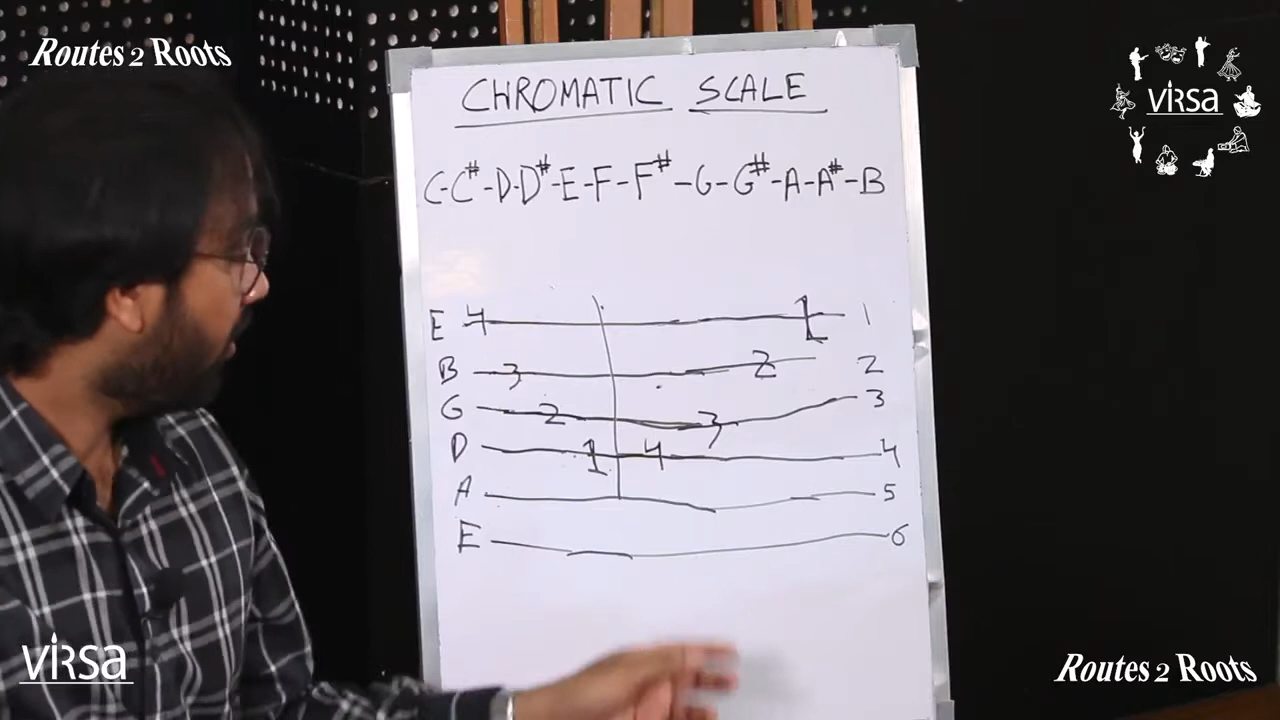 Routes 2 Roots
CHROMATIC SCALE
VIRSA
C-C#-D-D#-E-F-F#-G-G#-A-A#-B
E 4 1 1
B 3 2 2
G 2 3 3
D 1 4 4
A 5
E 6
VIRSA
Routes 2 Roots